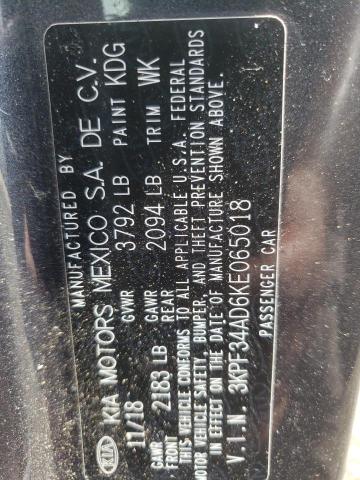 MANUFACTURED BY
KIA KIA MOTORS MEXICO S.A. DE C.V.
11/18 GVWR 3792 LB PAINT KDG
GAWR FRONT 2183 LB GAWR REAR 2094 LB TRIM WK
THIS VEHICLE CONFORMS TO ALL APPLICABLE U.S.A. FEDERAL
MOTOR VEHICLE SAFETY, BUMPER, AND THEFT PREVENTION STANDARDS
IN EFFECT ON THE DATE OF MANUFACTURE SHOWN ABOVE.
V.I.N. 3KPF34AD6KE065018
PASSENGER CAR